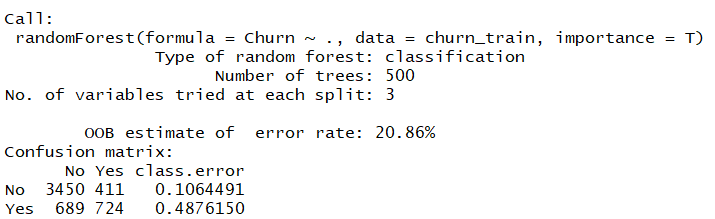 Call:
 randomForest(formula = Churn ~ ., data = churn_train, importance = T)
               Type of random forest: classification
                     Number of trees: 500
No. of variables tried at each split: 3

        OOB estimate of  error rate: 20.86%
Confusion matrix:
      No Yes class.error
No  3450 411   0.1064491
Yes  689 724   0.4876150